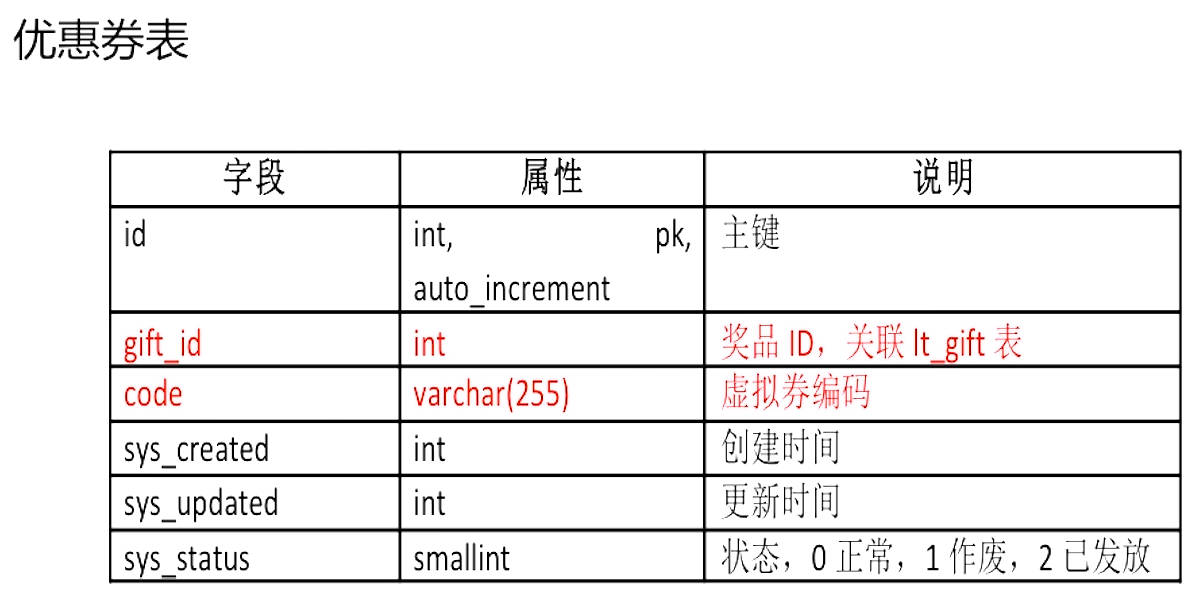 优惠券表
字段 属性 说明
id int, pk, 主键
auto_increment
gift_id int 奖品 ID，关联 lt_gift 表
code varchar(255) 虚拟券编码
sys_created int 创建时间
sys_updated int 更新时间
sys_status smallint 状态，0 正常，1 作废，2 已发放